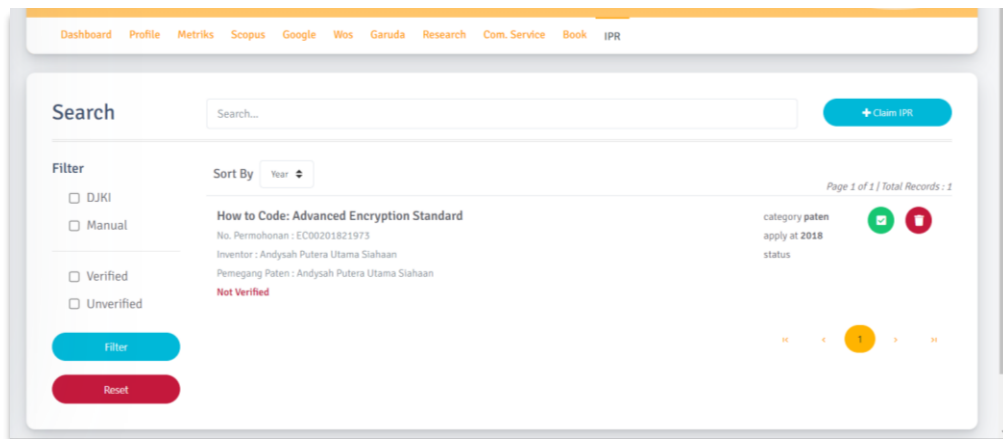 Dashboard Profile Metriks Scopus Google Wos Garuda Research Com. Service Book IPR
Search
Search...
+ Claim IPR
Filter
DJKI
Manual
Verified
Unverified
Filter
Reset
Sort By Year
Page 1 of 1 | Total Records : 1
How to Code: Advanced Encryption Standard
No. Permohonan : EC00201821973
Inventor : Andysah Putera Utama Siahaan
Pemegang Paten : Andysah Putera Utama Siahaan
Not Verified
category paten
apply at 2018
status
1